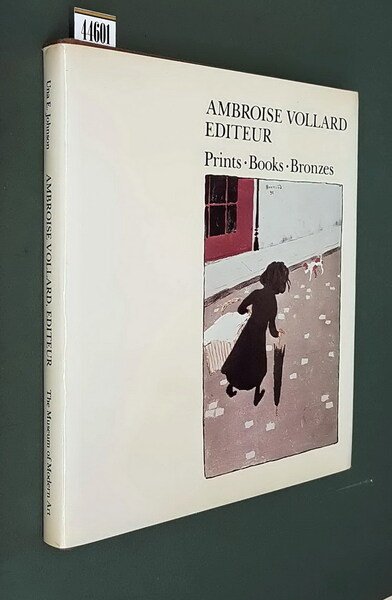 44601
AMBROISE VOLLARD
EDITEUR
Prints · Books · Bronzes
Una E. Johnson
AMBROISE VOLLARD, EDITEUR
The Museum of Modern Art